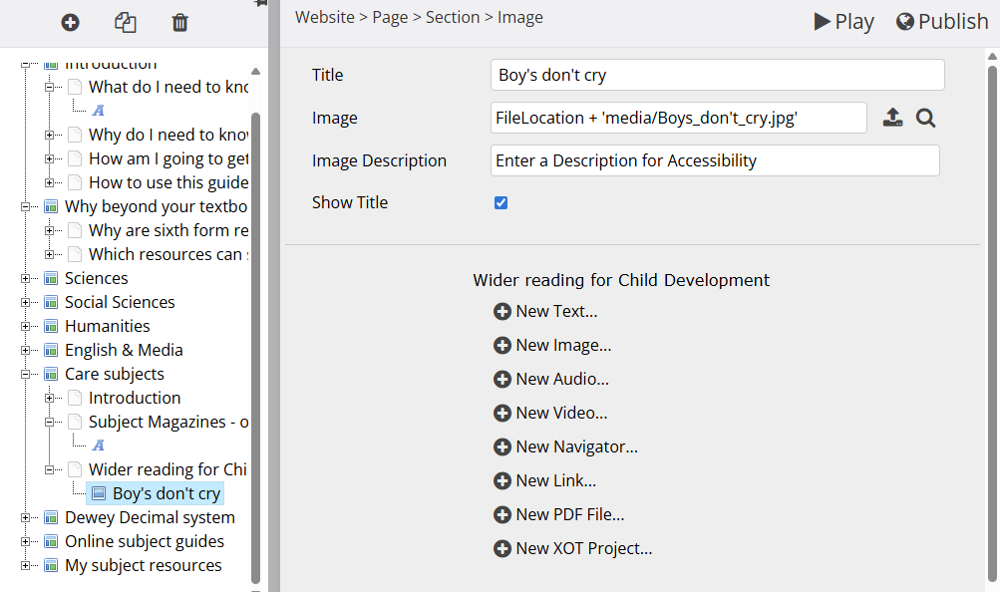 Introduction
What do I need to kno
A
Why do I need to know
How am I going to get
How to use this guide
Why beyond your textbo
Why are sixth form re
Which resources can
Sciences
Social Sciences
Humanities
English & Media
Care subjects
Introduction
Subject Magazines - o
A
Wider reading for Chi
Boy's don't cry
Dewey Decimal system
Online subject guides
My subject resources
Website > Page > Section > Image
Play
Publish
Title
Boy's don't cry
Image
FileLocation + 'media/Boys_don't_cry.jpg'
Image Description
Enter a Description for Accessibility
Show Title
Wider reading for Child Development
New Text...
New Image...
New Audio...
New Video...
New Navigator...
New Link...
New PDF File...
New XOT Project...